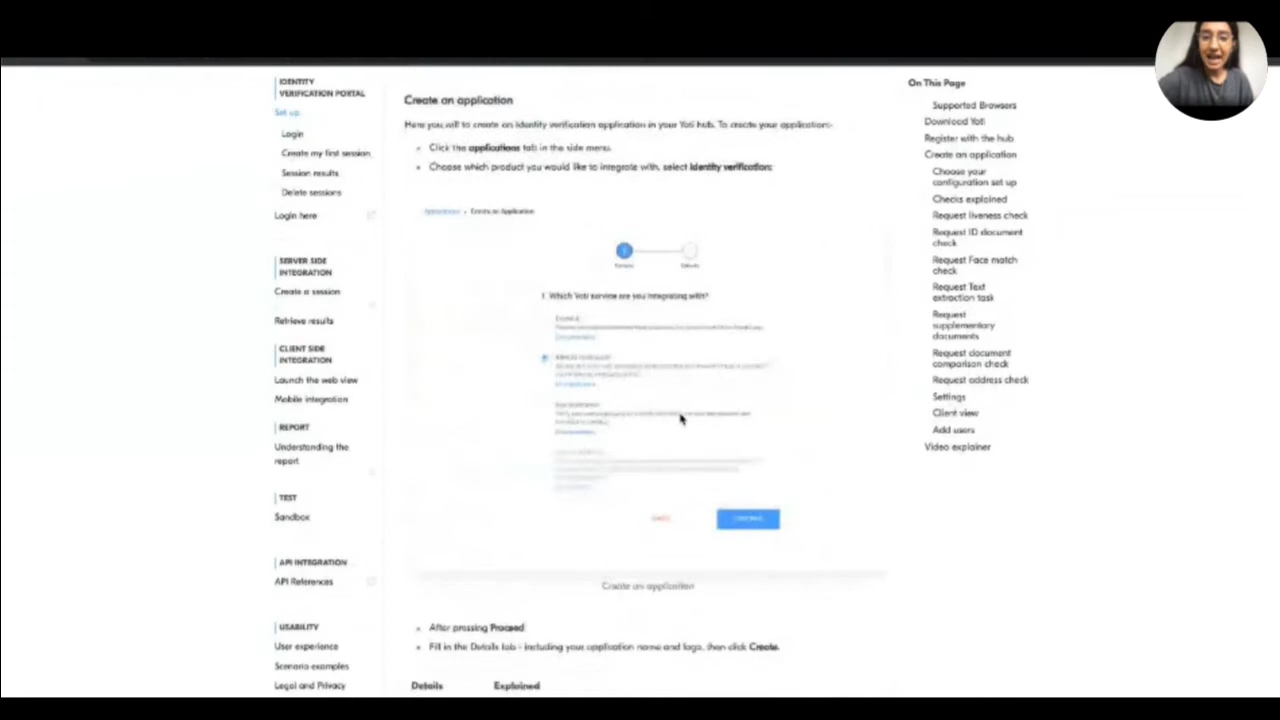 IDENTITY
VERIFICATION PORTAL
Set up
Login
Create my first session
Session results
Delete sessions
Login here
SERVER SIDE
INTEGRATION
Create a session
Retrieve results
CLIENT SIDE
INTEGRATION
Launch the web view
Mobile integration
REPORT
Understanding the
report
TEST
Sandbox
API INTEGRATION
API References
USABILITY
User experience
Scenario examples
Legal and Privacy
Create an application
Here you will to create an identity verification application in your Yoti hub. To create your application:-
Click the applications tab in the side menu.
Choose which product you would like to integrate with, select Identity verification:
Applications
Create an Application
1. Which Yoti service are you integrating with?
Create an application
After pressing Proceed
Fill in the Details tab - including your application name and logo, then click Create.
Details Explained
On This Page
Supported Browsers
Download Yoti
Register with the hub
Create an application
Choose your
configuration set up
Checks explained
Request liveness check
Request ID document
check
Request Face match
check
Request Text
extraction task
Request
supplementary
documents
Request document
comparison check
Request address check
Settings
Client view
Add users
Video explainer